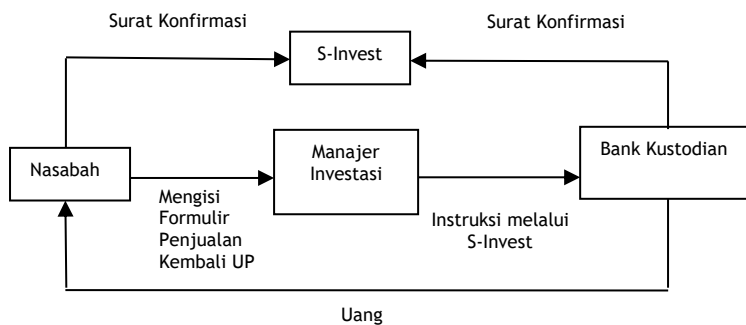 Surat Konfirmasi
Surat Konfirmasi
S-Invest
Nasabah
Manajer
Investasi
Bank Kustodian
Mengisi
Formulir
Penjualan
Kembali UP
Instruksi melalui
S-Invest
Uang